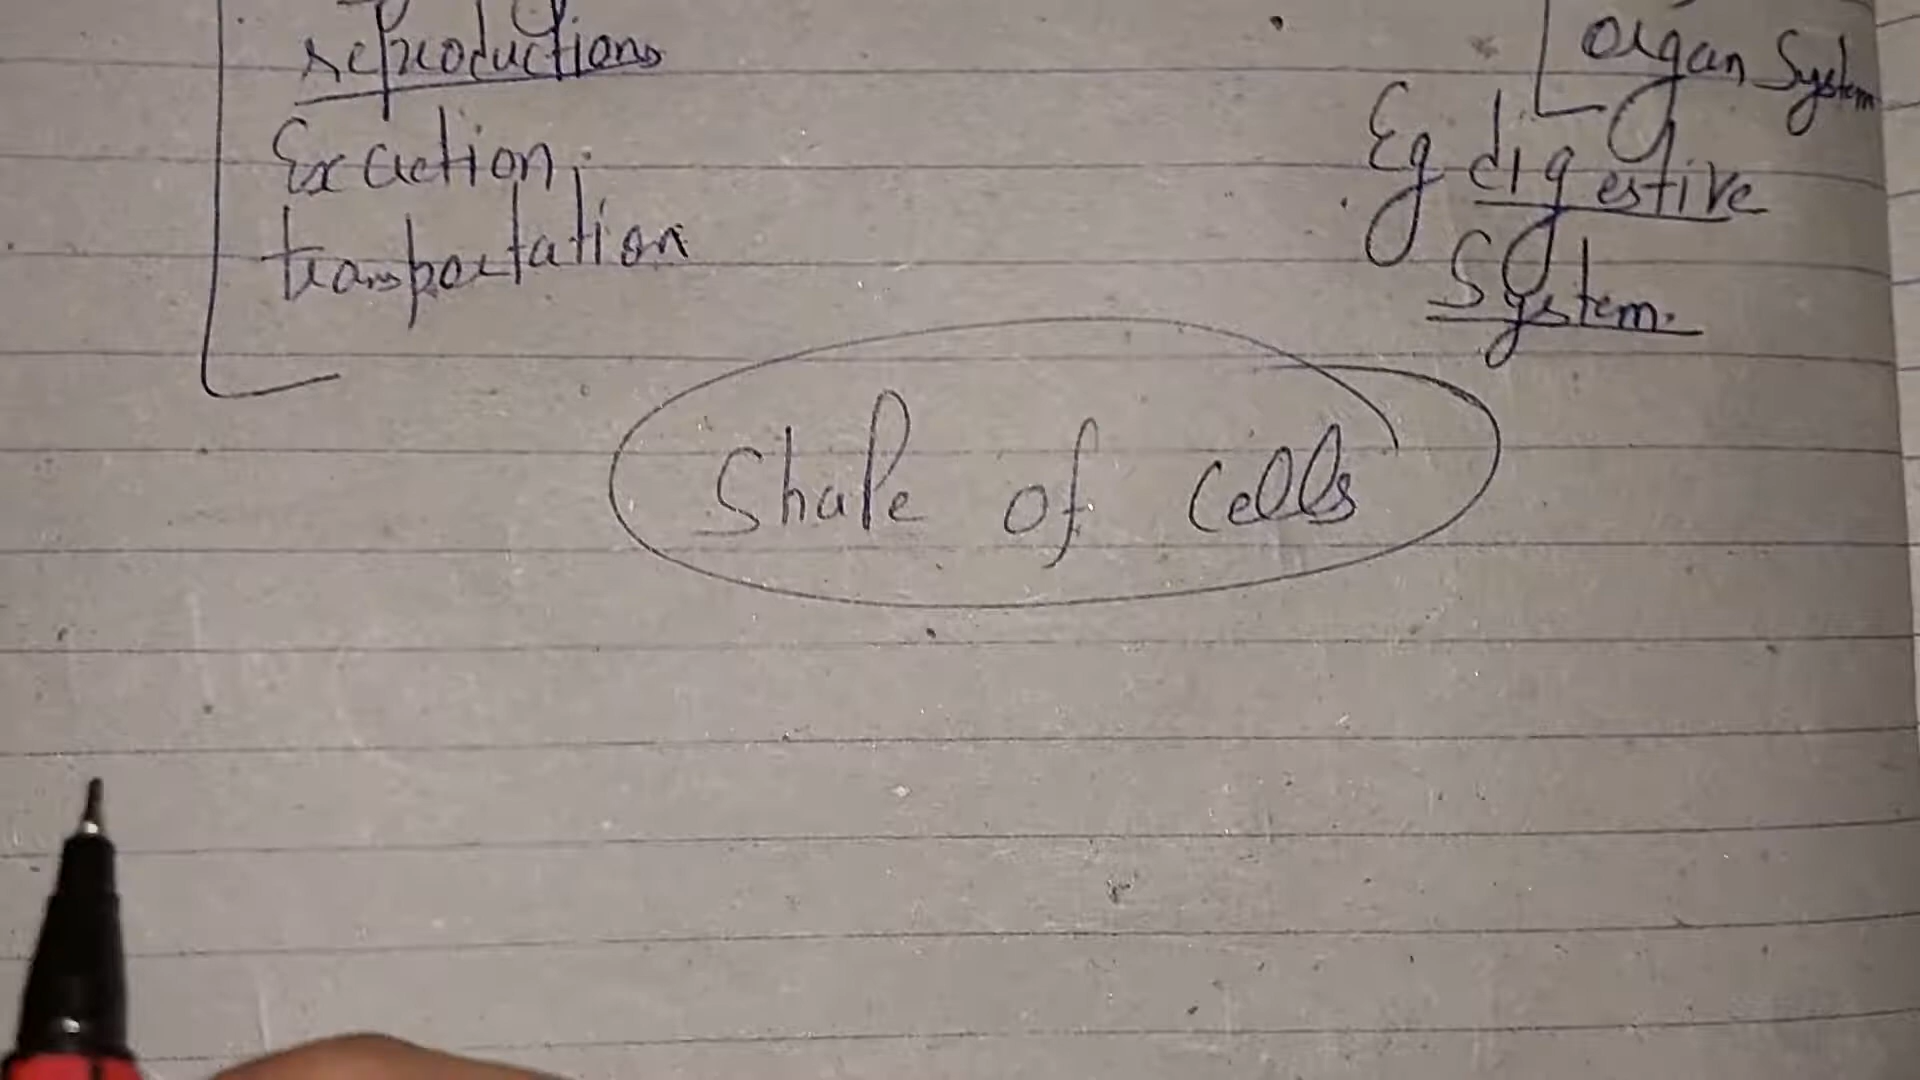 reproductions
Excretion.
transportation
organ System
Eg digestive
System.
Shape of cells